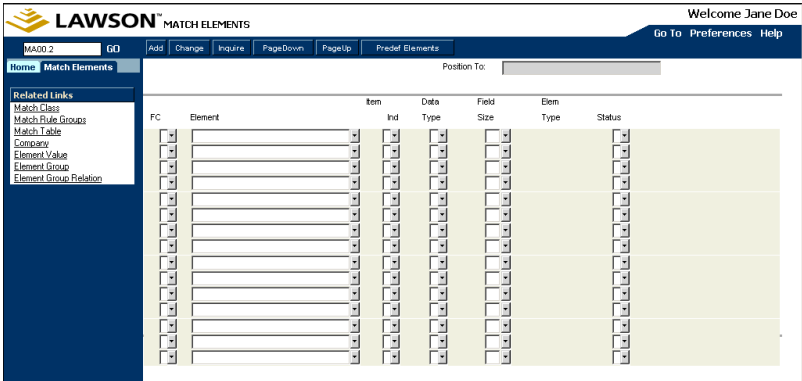 LAWSON™ MATCH ELEMENTS
Welcome Jane Doe
Go To Preferences Help
MA00.2 GO
Add Change Inquire PageDown PageUp Predef Elements
Home Match Elements
Position To:
Related Links
Match Class
Match Rule Groups
Match Table
Company
Element Value
Element Group
Element Group Relation
Item Data Field Elem
FC Element Ind Type Size Type Status